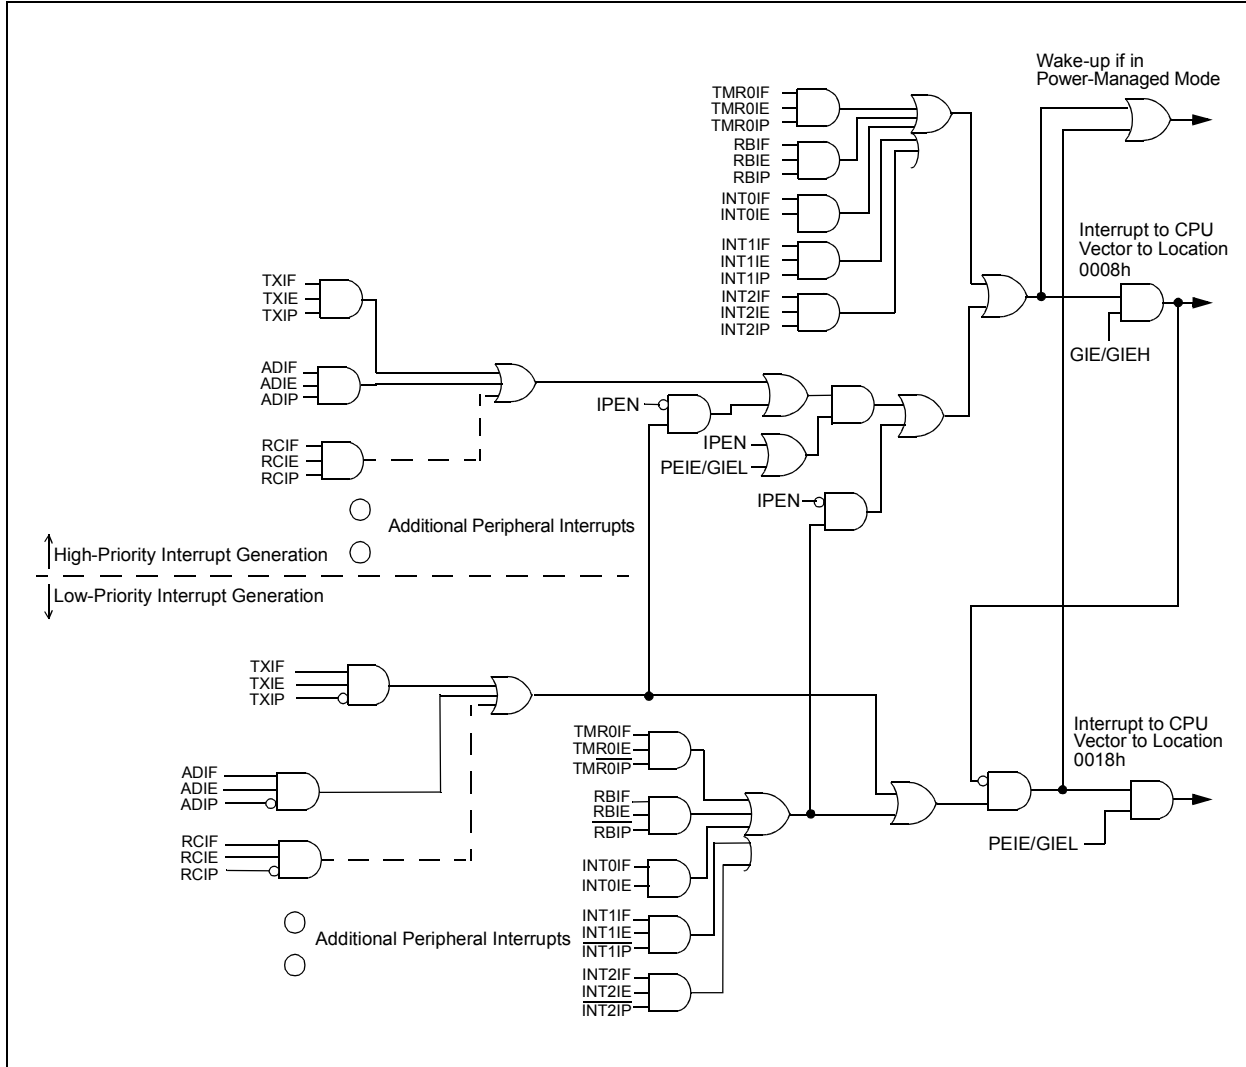 Wake-up if in
Power-Managed Mode
TMR0IF
TMR0IE
TMR0IP
RBIF
RBIE
RBIP
INT0IF
INT0IE
INT1IF
INT1IE
INT1IP
INT2IF
INT2IE
INT2IP
Interrupt to CPU
Vector to Location
0008h
GIE/GIEH
TXIF
TXIE
TXIP
ADIF
ADIE
ADIP
RCIF
RCIE
RCIP
IPEN
IPEN
PEIE/GIEL
IPEN
Additional Peripheral Interrupts
High-Priority Interrupt Generation
Low-Priority Interrupt Generation
TXIF
TXIE
TXIP
ADIF
ADIE
ADIP
RCIF
RCIE
RCIP
Additional Peripheral Interrupts
TMR0IF
TMR0IE
TMR0IP
RBIF
RBIE
RBIP
INT0IF
INT0IE
INT1IF
INT1IE
INT1IP
INT2IF
INT2IE
INT2IP
Interrupt to CPU
Vector to Location
0018h
PEIE/GIEL